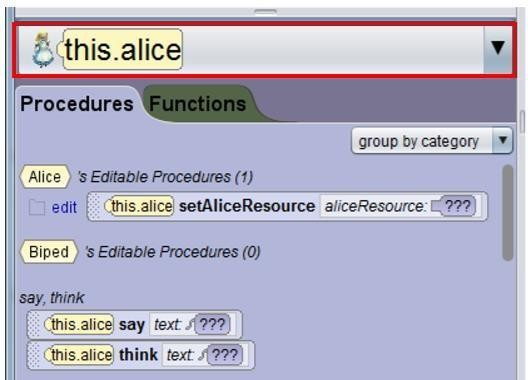 this.alice
Procedures Functions
group by category
Alice 's Editable Procedures (1)
edit this.alice setAliceResource aliceResource: ???
Biped 's Editable Procedures (0)
say, think
this.alice say text: ???
this.alice think text: ???